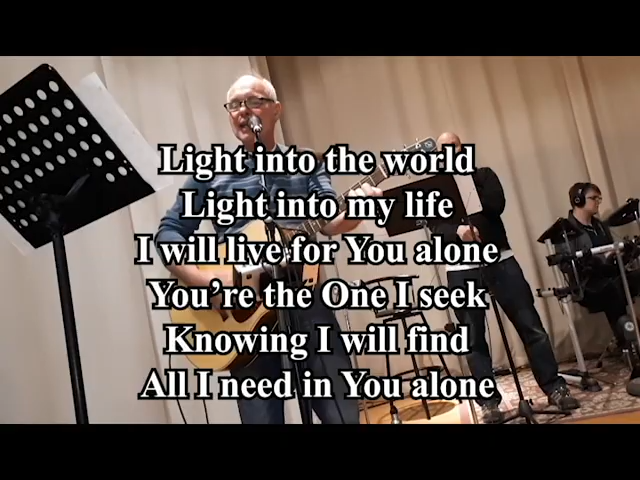 Light into the world
Light into my life
I will live for You alone
You're the One I seek
Knowing I will find
All I need in You alone